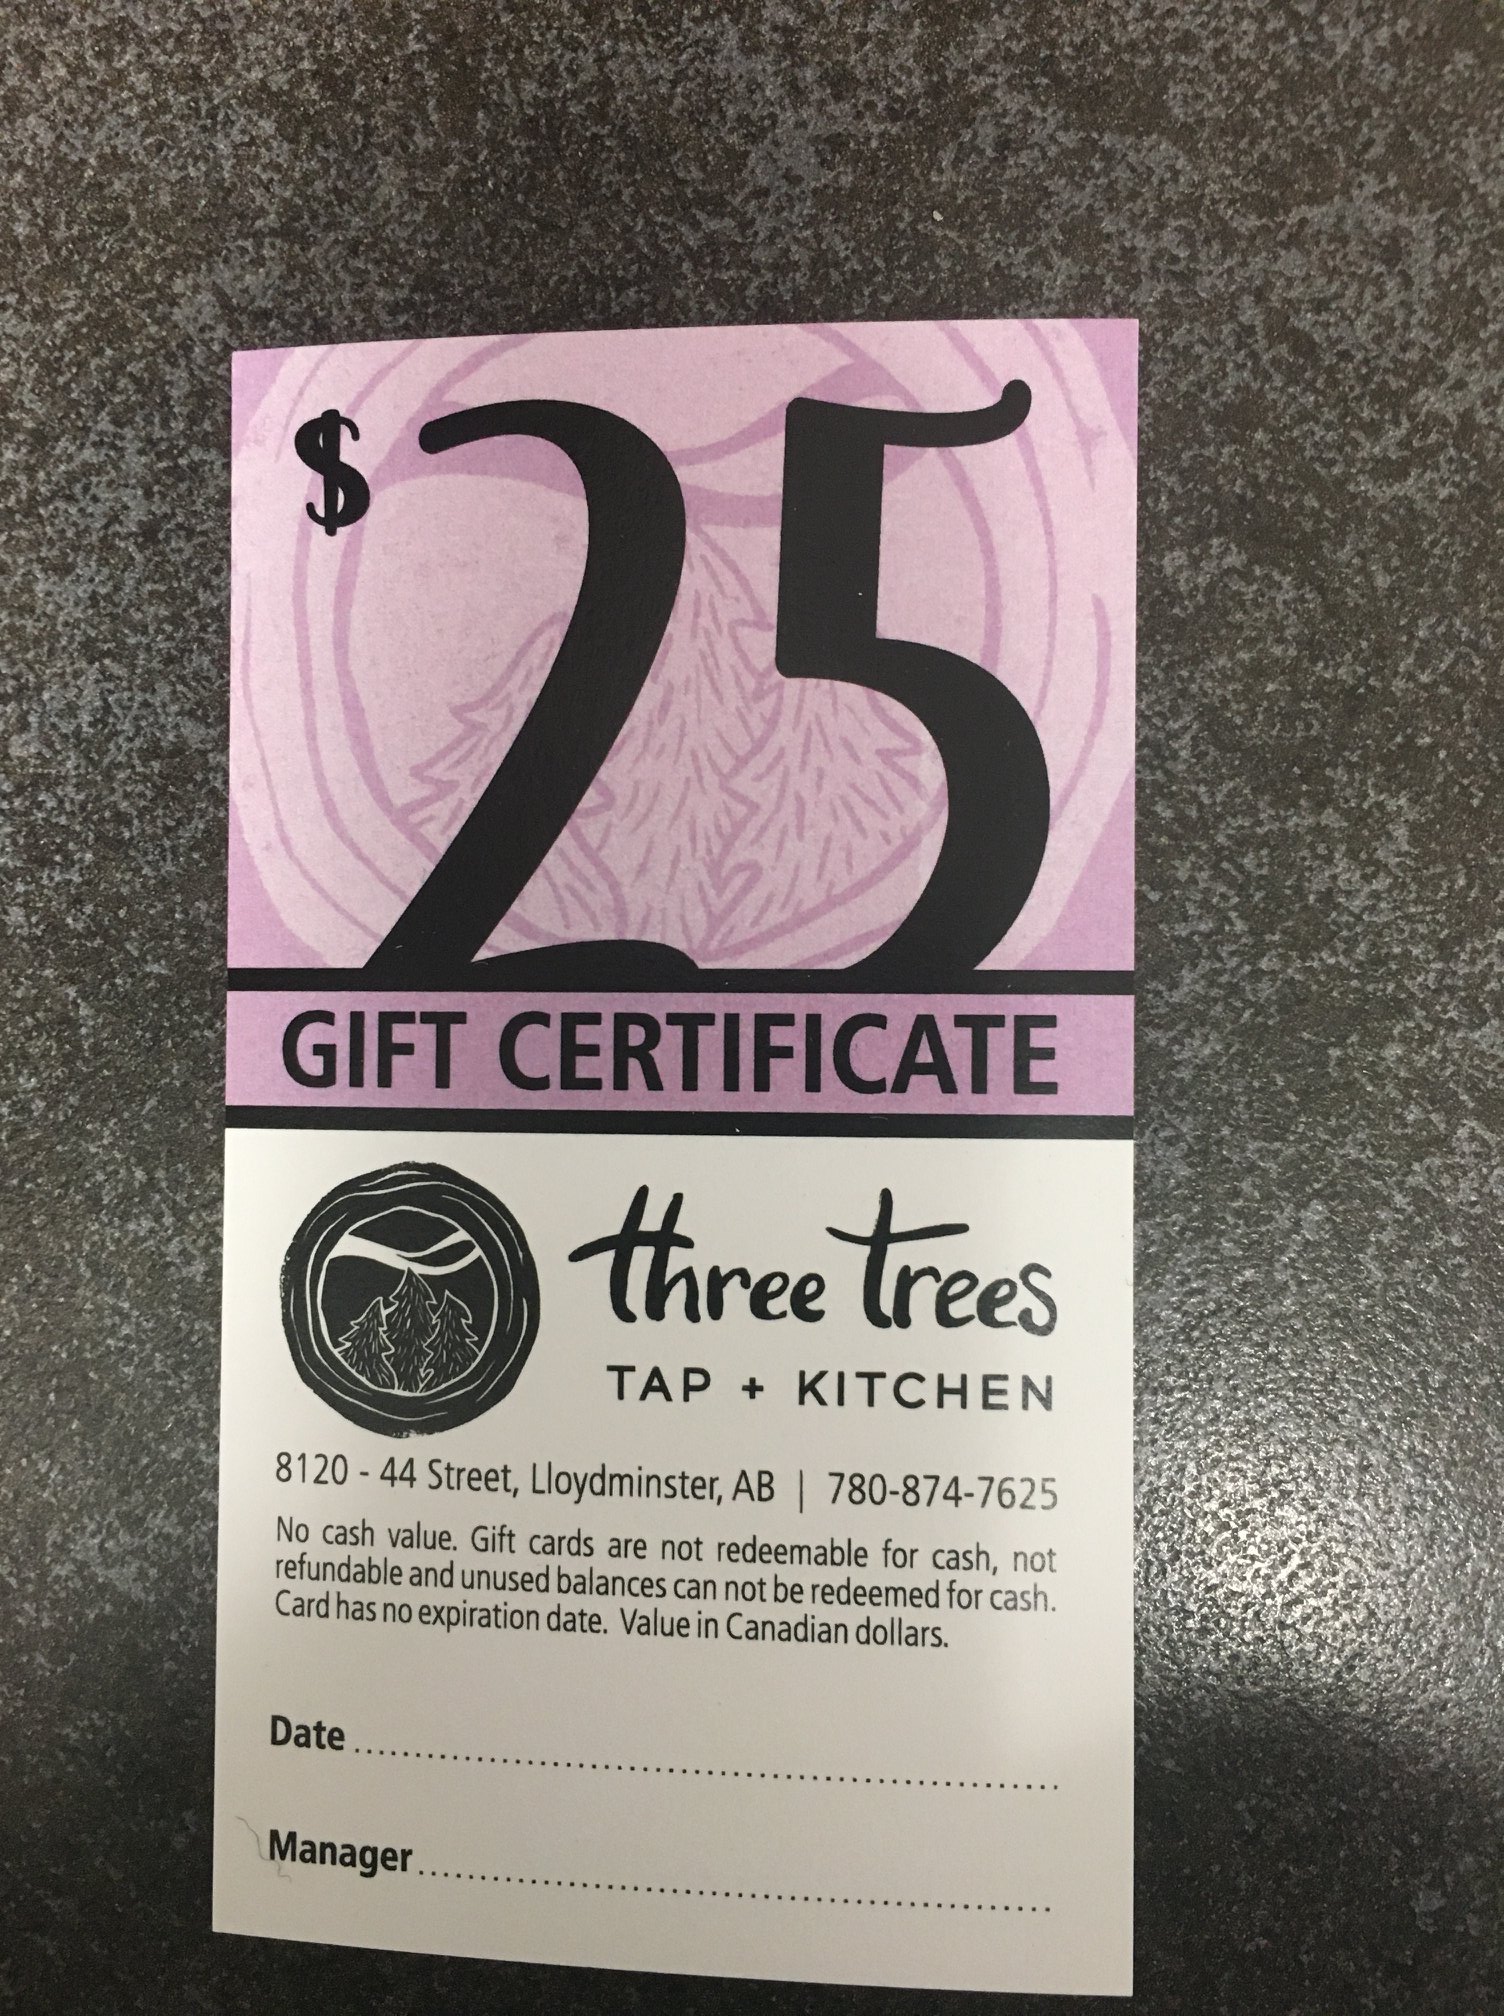 $25
GIFT CERTIFICATE
three trees
TAP + KITCHEN
8120 - 44 Street, Lloydminster, AB | 780-874-7625
No cash value. Gift cards are not redeemable for cash, not
refundable and unused balances can not be redeemed for cash.
Card has no expiration date. Value in Canadian dollars.
Date
Manager